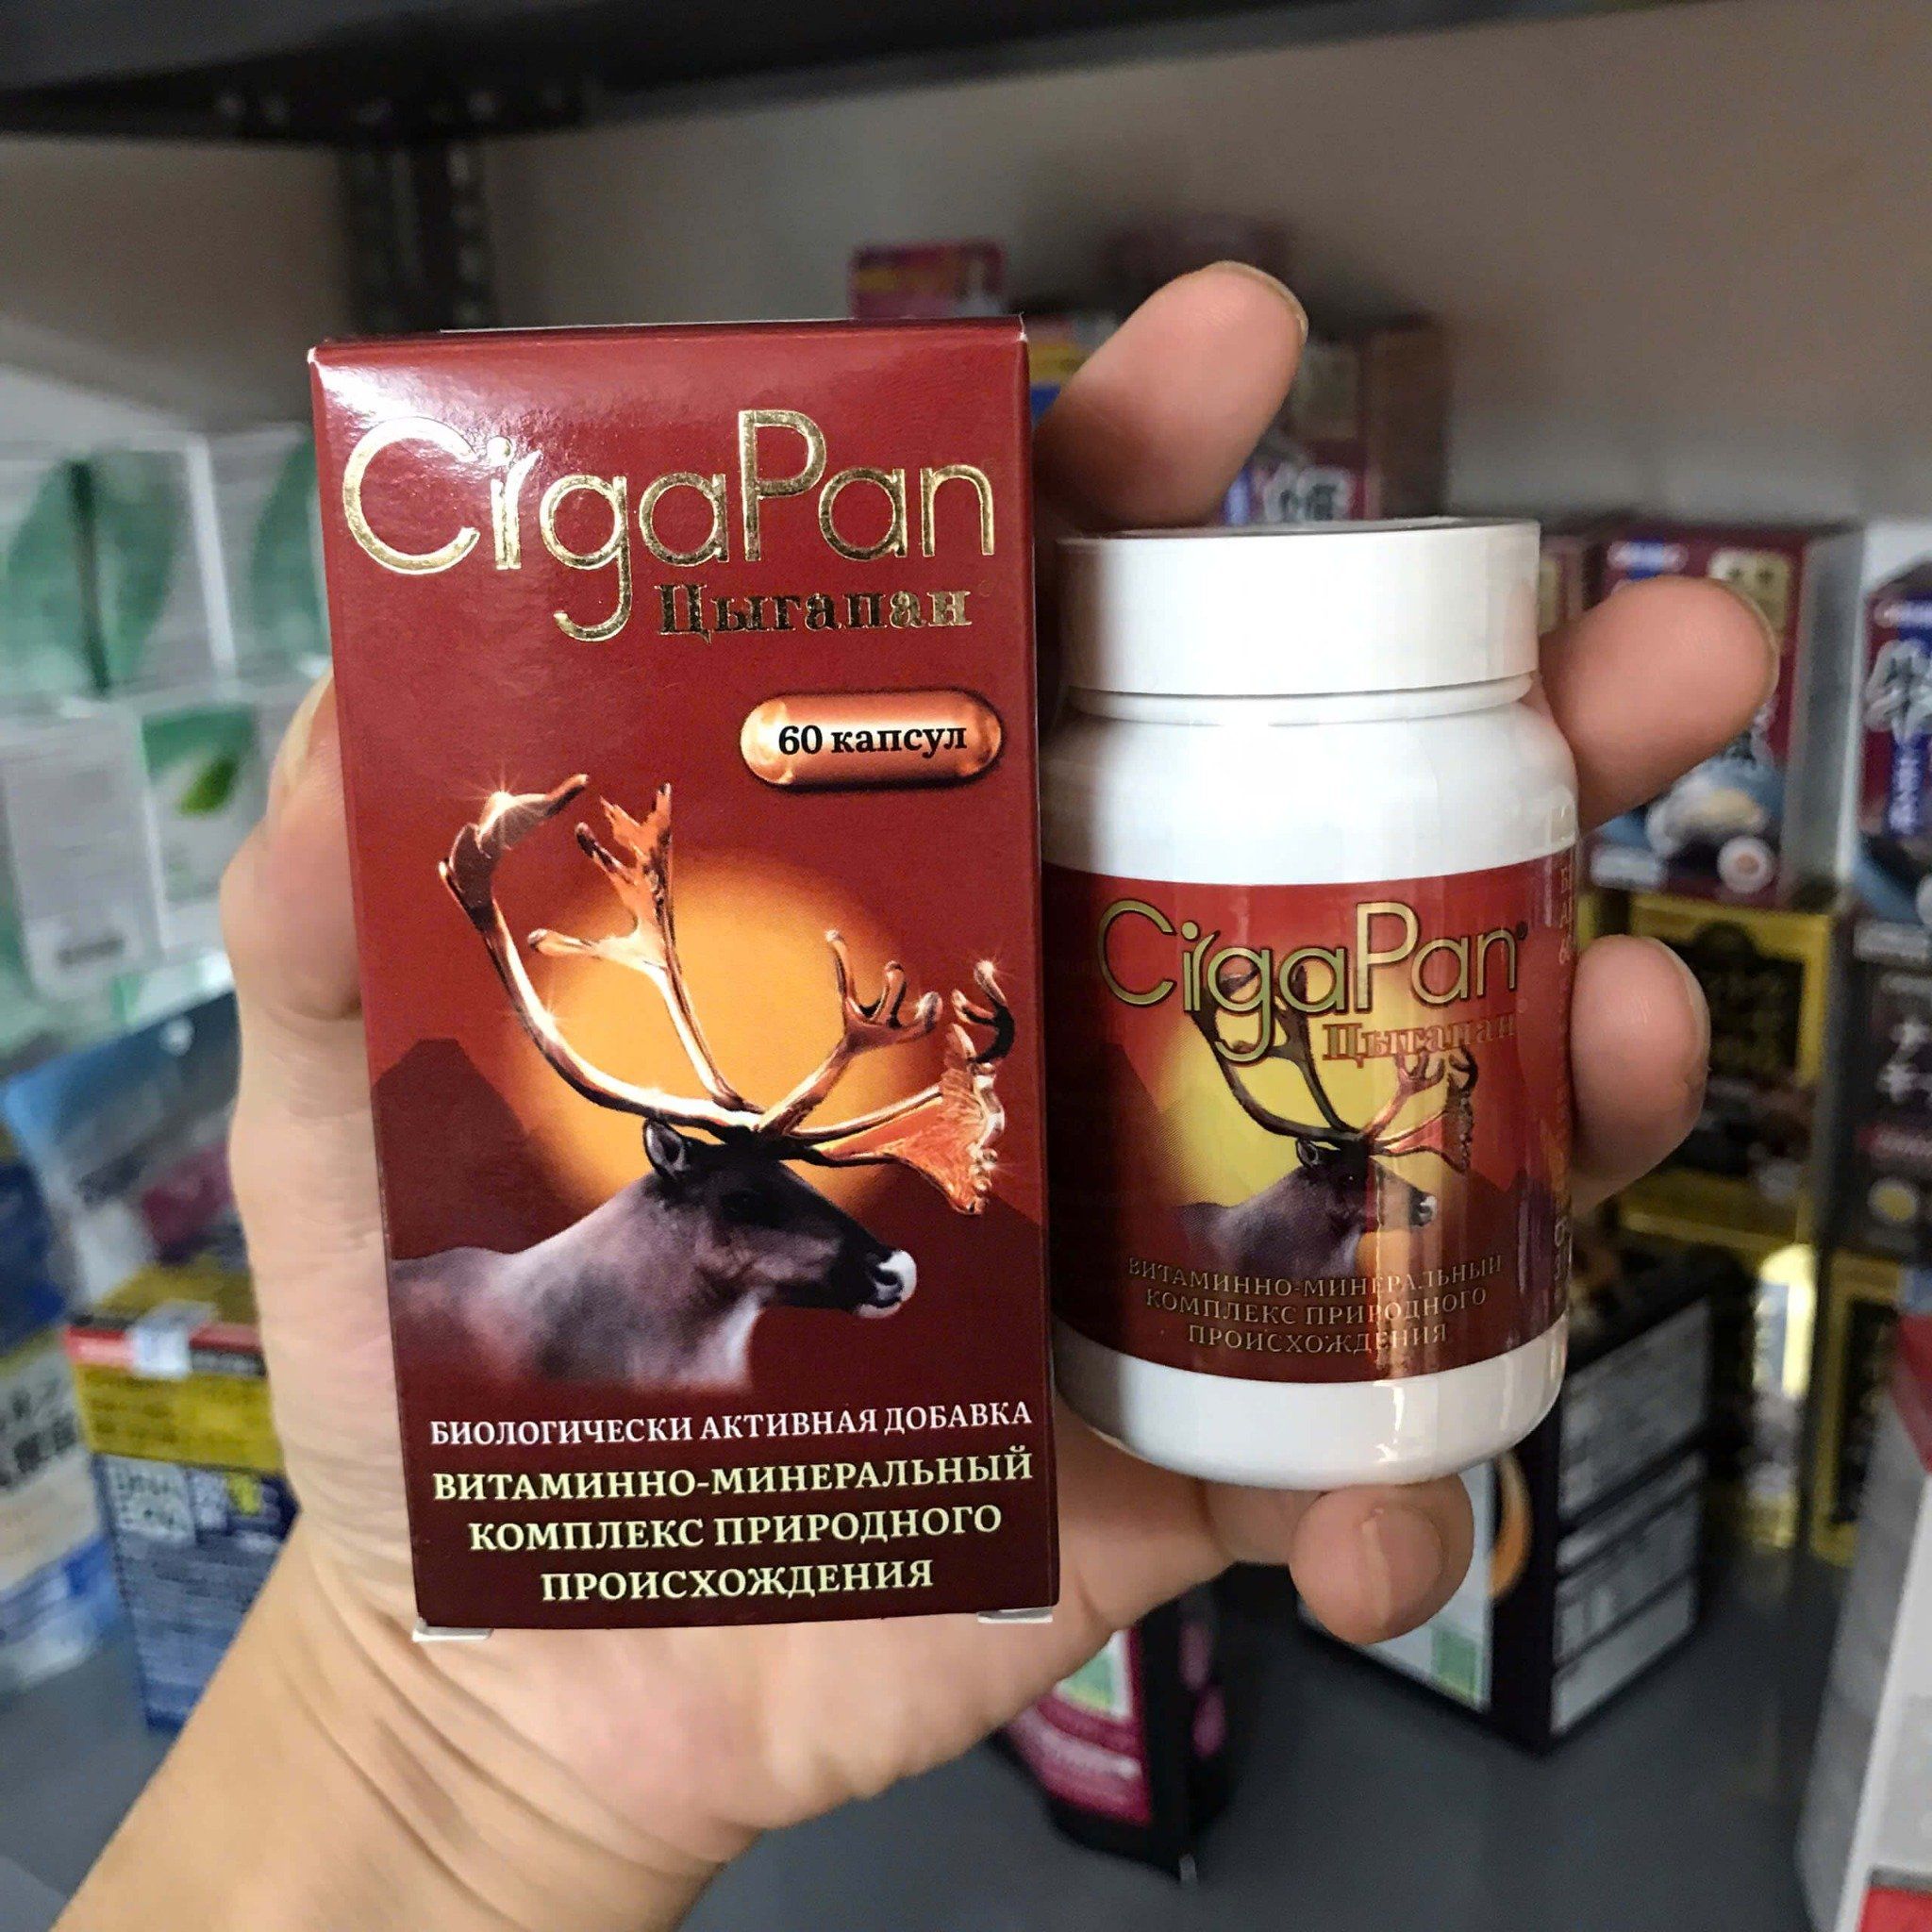 CigaPan
Цыгапан
60 капсул
БИОЛОГИЧЕСКИ АКТИВНАЯ ДОБАВКА
ВИТАМИННО-МИНЕРАЛЬНЫЙ
КОМПЛЕКС ПРИРОДНОГО
ПРОИСХОЖДЕНИЯ
CigaPan®
Цыгапан
ВИТАМИННО-МИНЕРАЛЬНЫЙ
КОМПЛЕКС ПРИРОДНОГО
ПРОИСХОЖДЕНИЯ